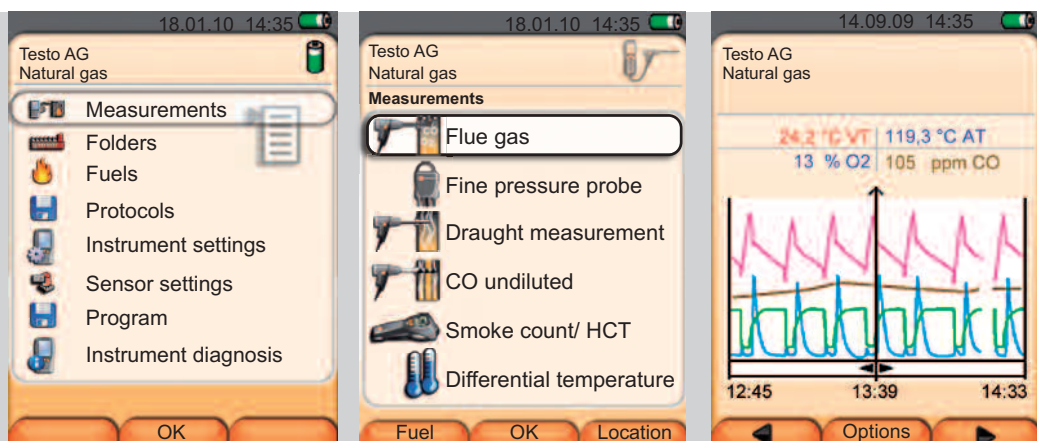 18.01.10 14:35
Testo AG
Natural gas
Measurements
Folders
Fuels
Protocols
Instrument settings
Sensor settings
Program
Instrument diagnosis
OK
18.01.10 14:35
Testo AG
Natural gas
Measurements
Flue gas
Fine pressure probe
Draught measurement
CO undiluted
Smoke count/ HCT
Differential temperature
Fuel OK Location
14.09.09 14:35
Testo AG
Natural gas
24,2 °C VT 119,3 °C AT
13 % O2 105 ppm CO
12:45 13:39 14:33
Options